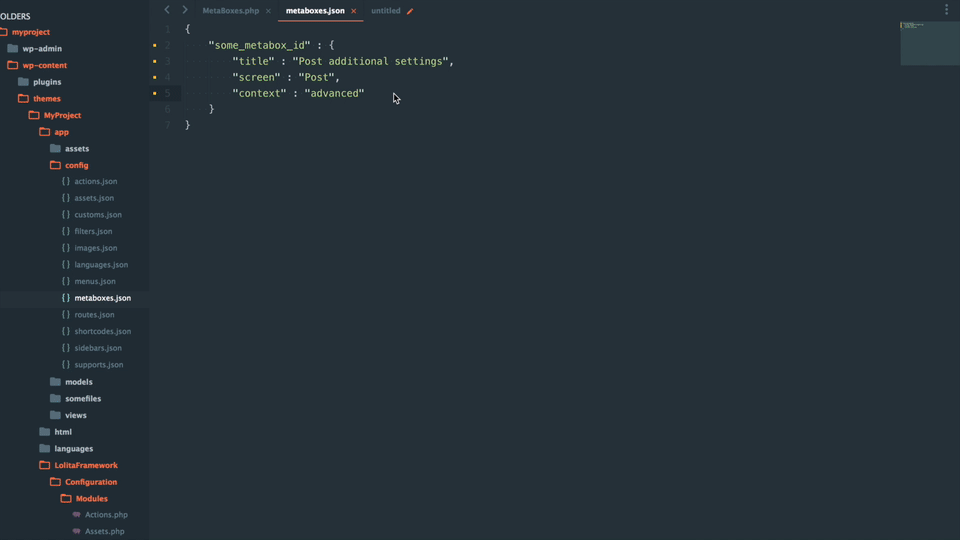 OLDERS
myproject
wp-admin
wp-content
plugins
themes
MyProject
app
assets
config
{ } actions.json
{ } assets.json
{ } customs.json
{ } filters.json
{ } images.json
{ } languages.json
{ } menus.json
{ } metaboxes.json
{ } routes.json
{ } shortcodes.json
{ } sidebars.json
{ } supports.json
models
somefiles
views
html
languages
LolitaFramework
Configuration
Modules
Actions.php
Assets.php
MetaBoxes.php × metaboxes.json × untitled
1 {
2 "some_metabox_id" : {
3 "title" : "Post additional settings",
4 "screen" : "Post",
5 "context" : "advanced"
6 }
7 }